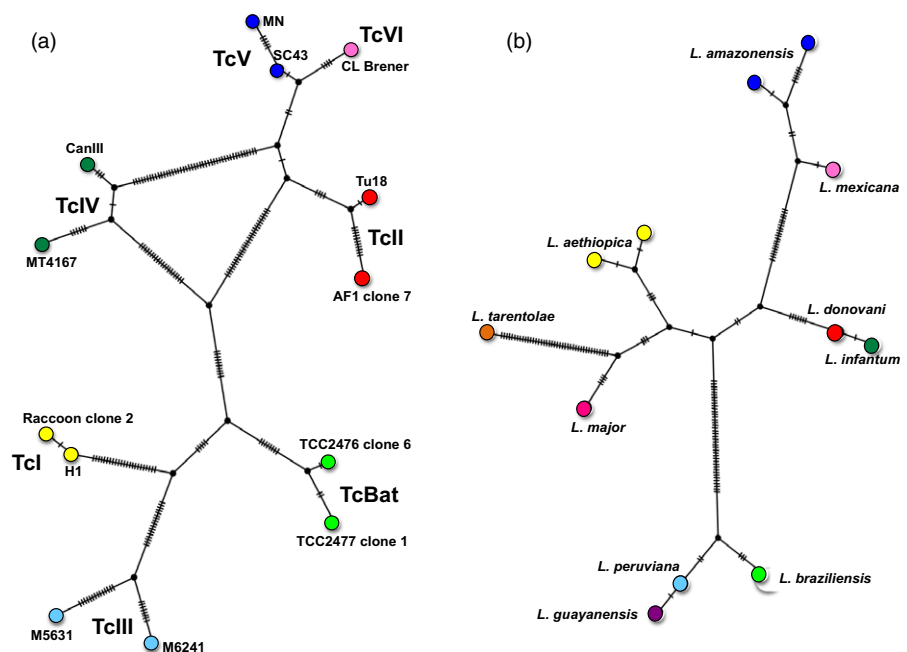 (a)
MN
TcVI
SC43
TcV
CL Brener
CanIII
Tu18
TcIV
TcII
MT4167
AF1 clone 7
Raccoon clone 2
TCC2476 clone 6
TcI
H1
TcBat
TCC2477 clone 1
TcIII
M5631
M6241
(b)
L. amazonensis
L. mexicana
L. aethiopica
L. tarentolae
L. donovani
L. infantum
L. major
L. peruviana
L. braziliensis
L. guayanensis